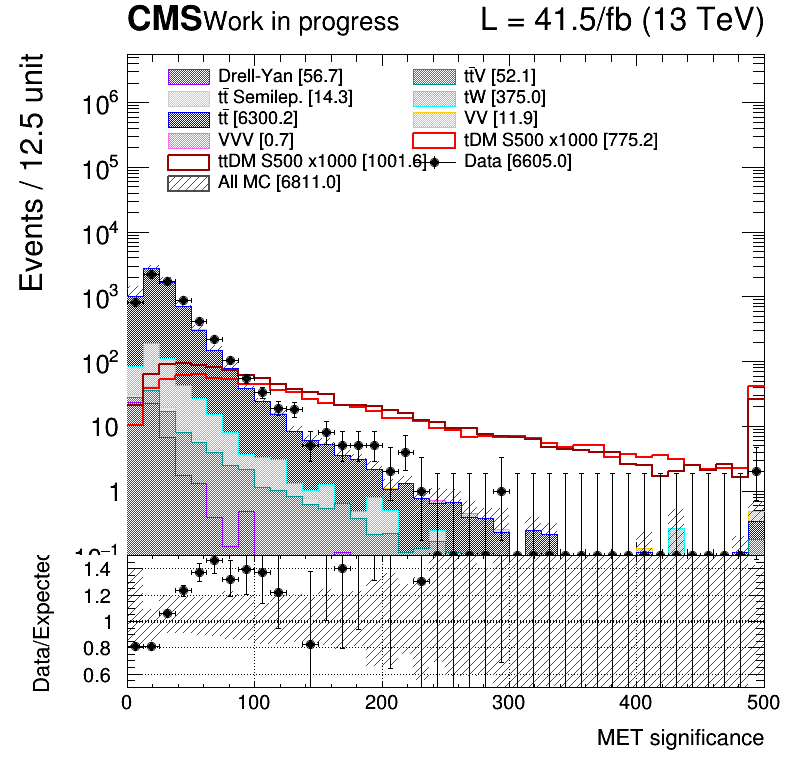 CMS Work in progress L = 41.5/fb (13 TeV)
Drell-Yan [56.7] tt̄V [52.1]
tt̄ Semilep. [14.3] tW [375.0]
tt̄ [6300.2] VV [11.9]
VVV [0.7] tDM S500 x1000 [775.2]
ttDM S500 x1000 [1001.6] Data [6605.0]
All MC [6811.0]
Events / 12.5 unit
10⁶
10⁵
10⁴
10³
10²
10
1
10⁻¹
Data/Expected
1.4
1.2
1
0.8
0.6
0 100 200 300 400 500
MET significance